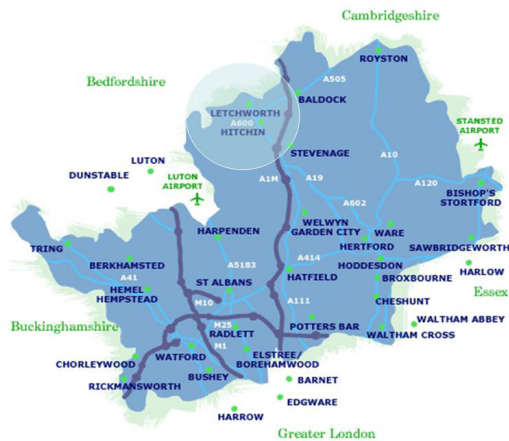 Cambridgeshire
ROYSTON
Bedfordshire
A505
BALDOCK
LETCHWORTH
A600
HITCHIN
STANSTED
AIRPORT
STEVENAGE
A10
LUTON
DUNSTABLE
LUTON
AIRPORT
A1M
A19
A120
BISHOP'S
STORTFORD
A602
WELWYN
GARDEN CITY
WARE
HARPENDEN
HERTFORD
SAWBRIDGEWORTH
TRING
BERKHAMSTED
A41
A5183
A414
HODDESDON
HATFIELD
HARLOW
HEMEL
HEMPSTEAD
ST ALBANS
BROXBOURNE
Essex
M10
A111
CHESHUNT
Buckinghamshire
M25
RADLETT
POTTERS BAR
WALTHAM ABBEY
WALTHAM CROSS
M1
WATFORD
CHORLEYWOOD
ELSTREE/
BOREHAMWOOD
BUSHEY
RICKMANSWORTH
BARNET
EDGWARE
HARROW
Greater London